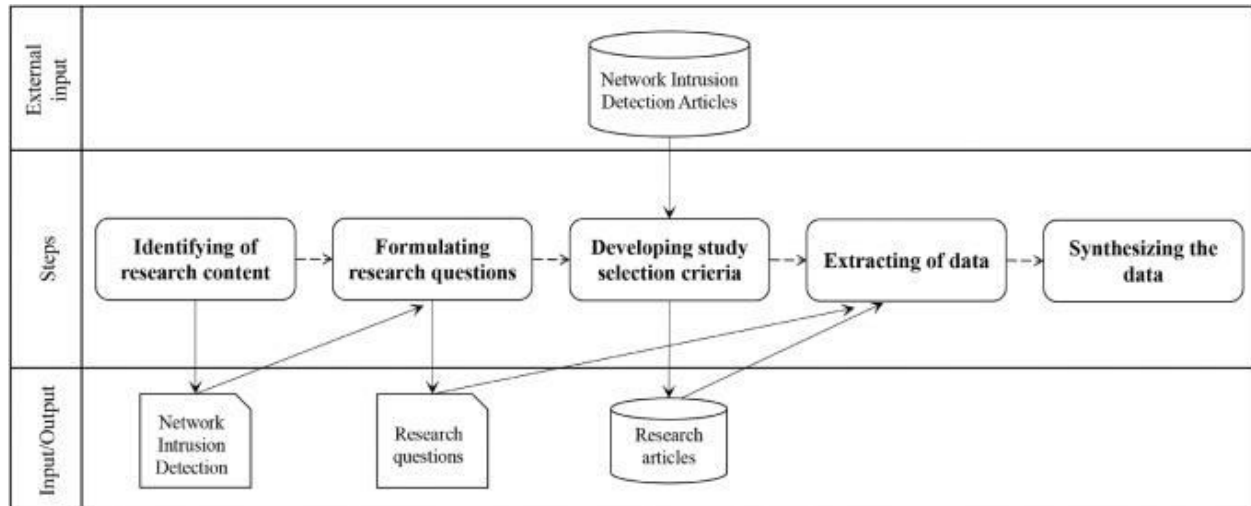 External
input
Network Intrusion
Detection Articles
Steps
Identifying of
research content
Formulating
research questions
Developing study
selection crieria
Extracting of data
Synthesizing the
data
Input/Output
Network
Intrusion
Detection
Research
questions
Research
articles